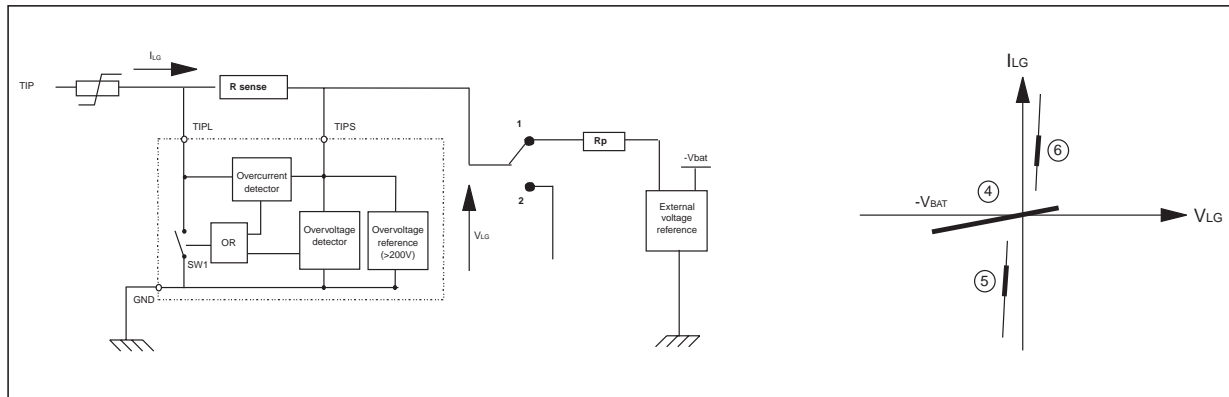 ILG
TIP
R sense
TIPL
TIPS
1
Rp
-Vbat
2
Overcurrent
detector
OR
Overvoltage
detector
Overvoltage
reference
(>200V)
SW1
GND
VLG
External
voltage
reference
ILG
6
4
-VBAT
VLG
5